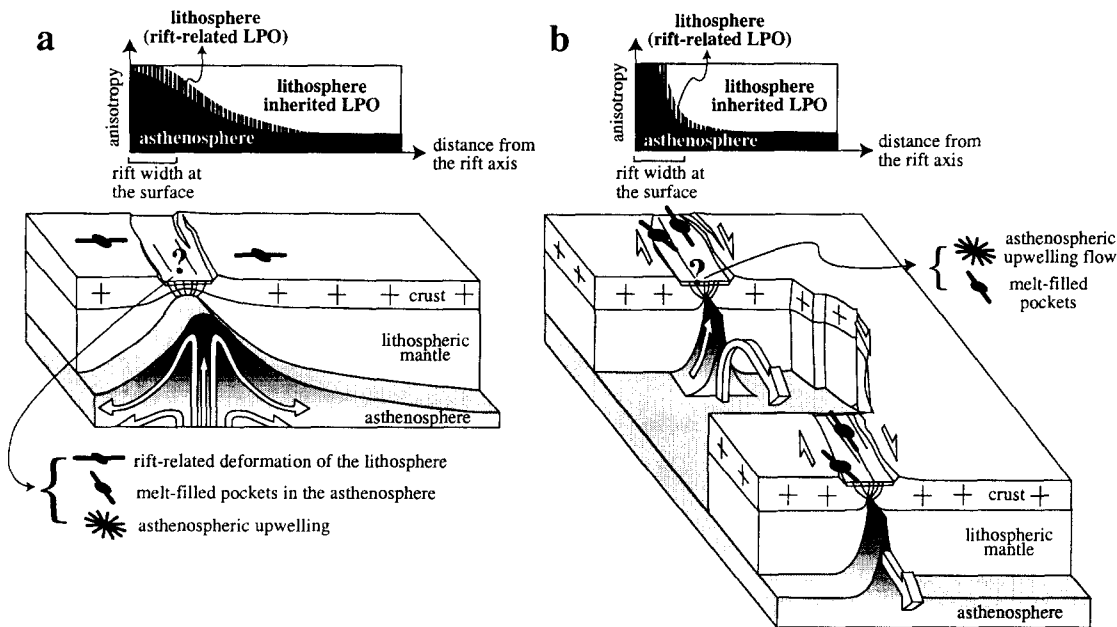 a
lithosphere
(rift-related LPO)
anisotropy
lithosphere
inherited LPO
asthenosphere
distance from
the rift axis
rift width at
the surface
?
crust
lithospheric
mantle
asthenosphere
rift-related deformation of the lithosphere
melt-filled pockets in the asthenosphere
asthenospheric upwelling
b
lithosphere
(rift-related LPO)
anisotropy
lithosphere
inherited LPO
asthenosphere
distance from
the rift axis
rift width at
the surface
?
asthenospheric
upwelling flow
melt-filled
pockets
crust
lithospheric
mantle
asthenosphere